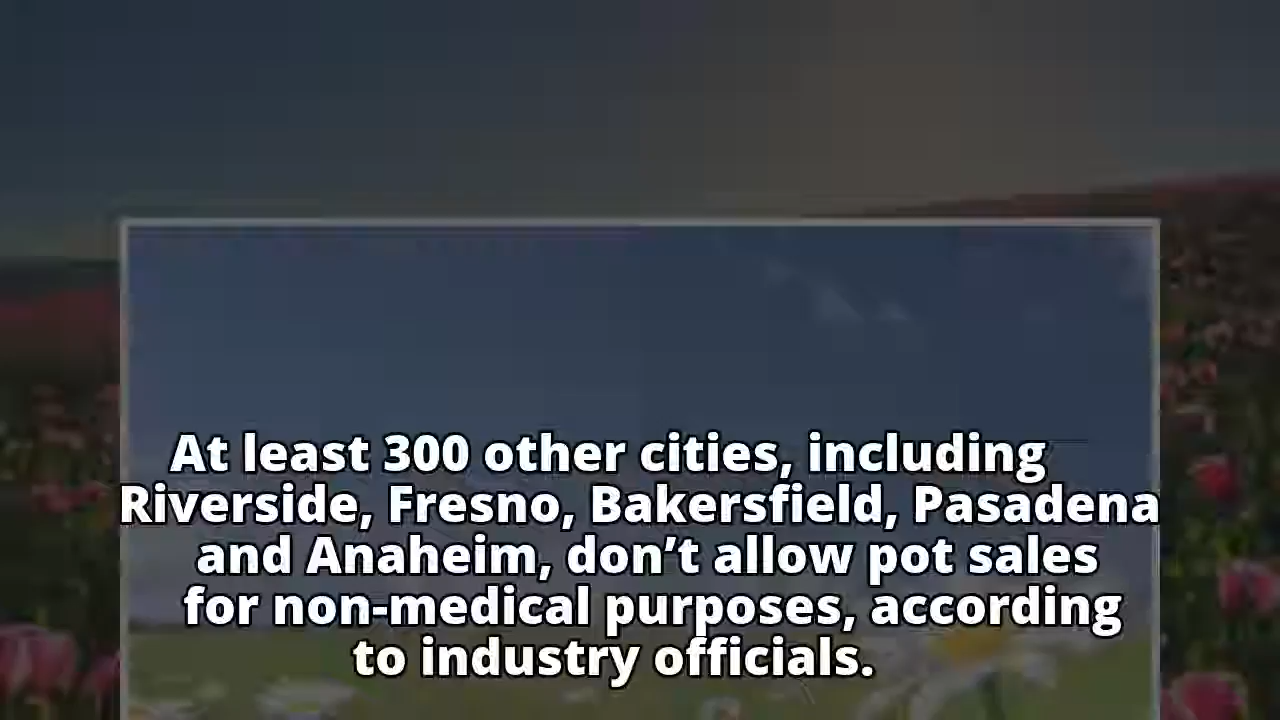 At least 300 other cities, including
Riverside, Fresno, Bakersfield, Pasadena
and Anaheim, don’t allow pot sales
for non-medical purposes, according
to industry officials.